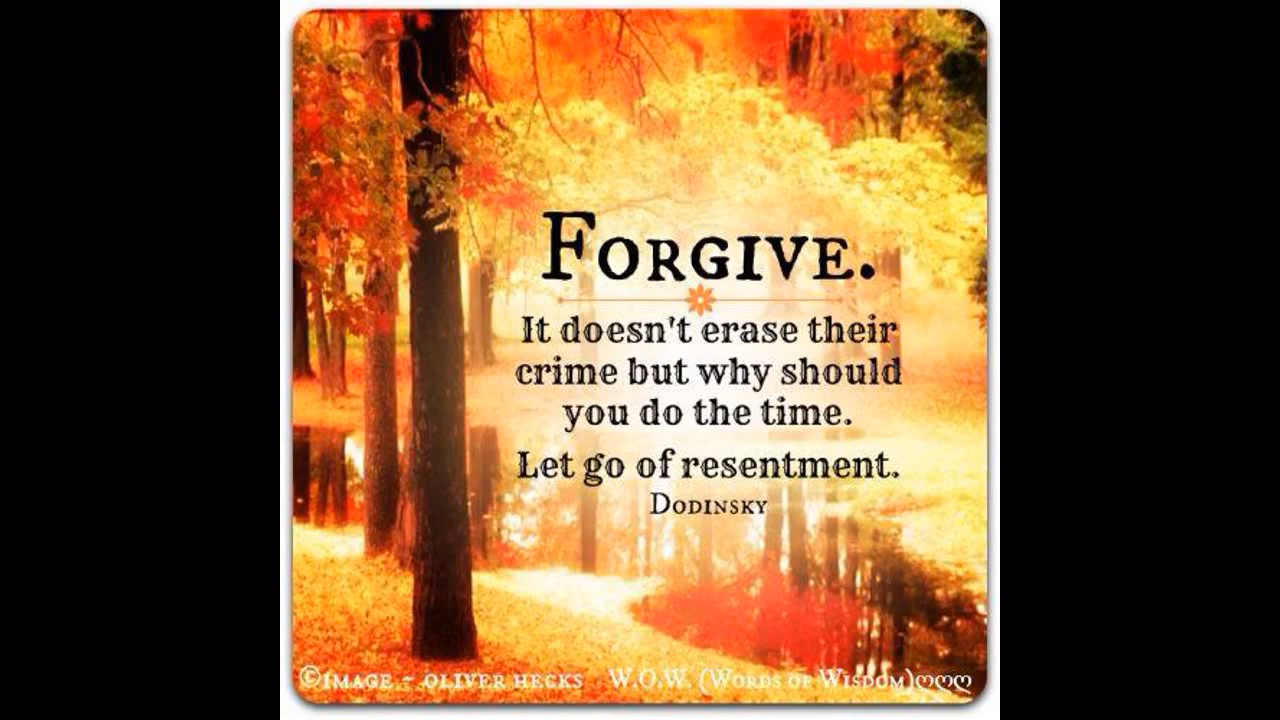 Forgive.
It doesn't erase their
crime but why should
you do the time.
Let go of resentment.
Dodinsky
©image ~ oliver hecks W.O.W. (Words of Wisdom)ღღღ